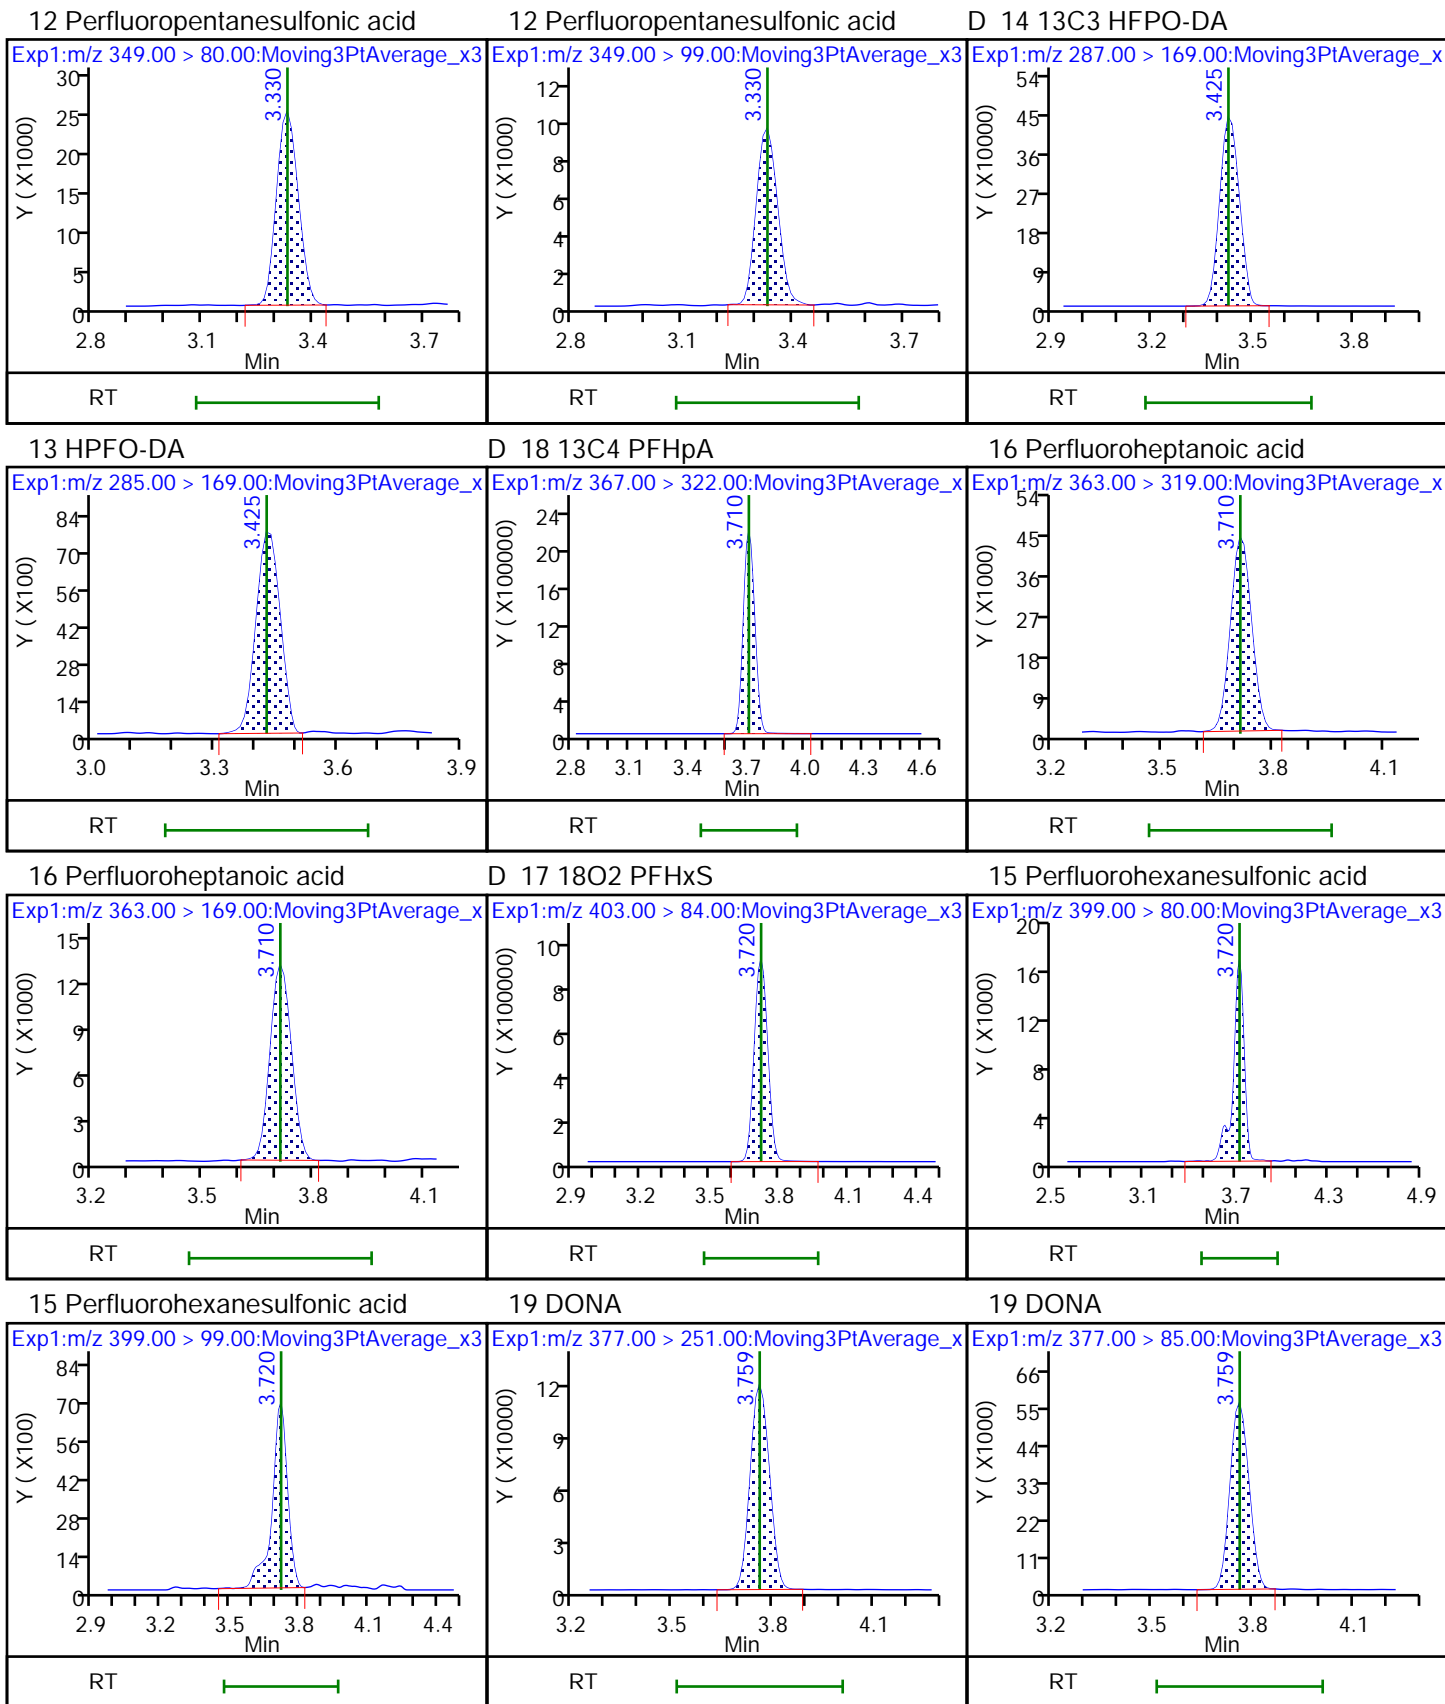 12 Perfluoropentanesulfonic acid
Exp1:m/z 349.00 > 80.00:Moving3PtAverage_x3
3.330
Y ( X1000)
30
25
20
15
10
5
0
2.8 3.1 3.4 3.7
Min
RT
12 Perfluoropentanesulfonic acid
Exp1:m/z 349.00 > 99.00:Moving3PtAverage_x3
3.330
Y ( X1000)
12
10
8
6
4
2
0
2.8 3.1 3.4 3.7
Min
RT
D 14 13C3 HFPO-DA
Exp1:m/z 287.00 > 169.00:Moving3PtAverage_x
3.425
Y ( X10000)
54
45
36
27
18
9
0
2.9 3.2 3.5 3.8
Min
RT
13 HPFO-DA
Exp1:m/z 285.00 > 169.00:Moving3PtAverage_x
3.425
Y ( X100)
84
70
56
42
28
14
0
3.0 3.3 3.6 3.9
Min
RT
D 18 13C4 PFHpA
Exp1:m/z 367.00 > 322.00:Moving3PtAverage_x
3.710
Y ( X100000)
24
20
16
12
8
4
0
2.8 3.1 3.4 3.7 4.0 4.3 4.6
Min
RT
16 Perfluoroheptanoic acid
Exp1:m/z 363.00 > 319.00:Moving3PtAverage_x
3.710
Y ( X1000)
54
45
36
27
18
9
0
3.2 3.5 3.8 4.1
Min
RT
16 Perfluoroheptanoic acid
Exp1:m/z 363.00 > 169.00:Moving3PtAverage_x
3.710
Y ( X1000)
15
12
9
6
3
0
3.2 3.5 3.8 4.1
Min
RT
D 17 18O2 PFHxS
Exp1:m/z 403.00 > 84.00:Moving3PtAverage_x3
3.720
Y ( X100000)
10
8
6
4
2
0
2.9 3.2 3.5 3.8 4.1 4.4
Min
RT
15 Perfluorohexanesulfonic acid
Exp1:m/z 399.00 > 80.00:Moving3PtAverage_x3
3.720
Y ( X1000)
20
16
12
8
4
0
2.5 3.1 3.7 4.3 4.9
Min
RT
15 Perfluorohexanesulfonic acid
Exp1:m/z 399.00 > 99.00:Moving3PtAverage_x3
3.720
Y ( X100)
84
70
56
42
28
14
0
2.9 3.2 3.5 3.8 4.1 4.4
Min
RT
19 DONA
Exp1:m/z 377.00 > 251.00:Moving3PtAverage_x
3.759
Y ( X10000)
12
9
6
3
0
3.2 3.5 3.8 4.1
Min
RT
19 DONA
Exp1:m/z 377.00 > 85.00:Moving3PtAverage_x3
3.759
Y ( X1000)
66
55
44
33
22
11
0
3.2 3.5 3.8 4.1
Min
RT